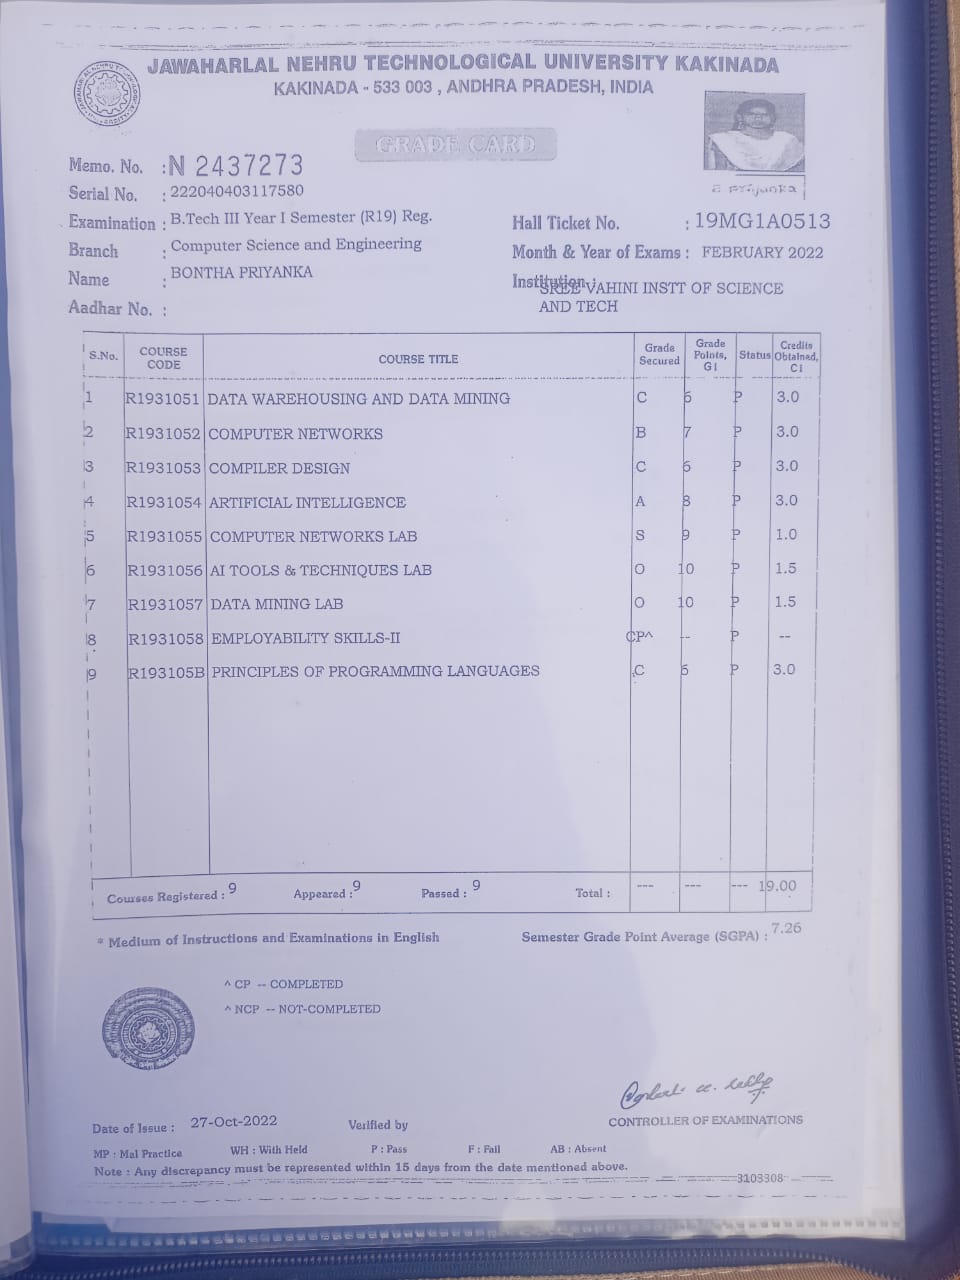 JAWAHARLAL NEHRU TECHNOLOGICAL UNIVERSITY KAKINADA
KAKINADA - 533 003 , ANDHRA PRADESH, INDIA
GRADE CARD
Memo. No. : N 2437273
E Priyanka
Serial No. : 222040403117580
Examination : B.Tech III Year I Semester (R19) Reg.
Hall Ticket No. : 19MG1A0513
Branch : Computer Science and Engineering
Month & Year of Exams : FEBRUARY 2022
Name : BONTHA PRIYANKA
Institution : SREE VAHINI INSTT OF SCIENCE
AND TECH
Aadhar No. :
S.No. COURSE CODE COURSE TITLE Grade Secured Grade Points, G1 Status Credits Obtained, C1
1 R1931051 DATA WAREHOUSING AND DATA MINING C 6 P 3.0
2 R1931052 COMPUTER NETWORKS B 7 P 3.0
3 R1931053 COMPILER DESIGN C 6 P 3.0
4 R1931054 ARTIFICIAL INTELLIGENCE A 8 P 3.0
5 R1931055 COMPUTER NETWORKS LAB S 9 P 1.0
6 R1931056 AI TOOLS & TECHNIQUES LAB O 10 P 1.5
7 R1931057 DATA MINING LAB O 10 P 1.5
8 R1931058 EMPLOYABILITY SKILLS-II CP^ -- P --
9 R193105B PRINCIPLES OF PROGRAMMING LANGUAGES C 6 P 3.0
Courses Registered : 9 Appeared : 9 Passed : 9 Total : --- --- --- 19.00
* Medium of Instructions and Examinations in English Semester Grade Point Average (SGPA) : 7.26
^ CP -- COMPLETED
^ NCP -- NOT-COMPLETED
Date of Issue : 27-Oct-2022 Verified by CONTROLLER OF EXAMINATIONS
MP : Mal Practice WH : With Held P : Pass F : Fail AB : Absent
Note : Any discrepancy must be represented within 15 days from the date mentioned above.
3103308